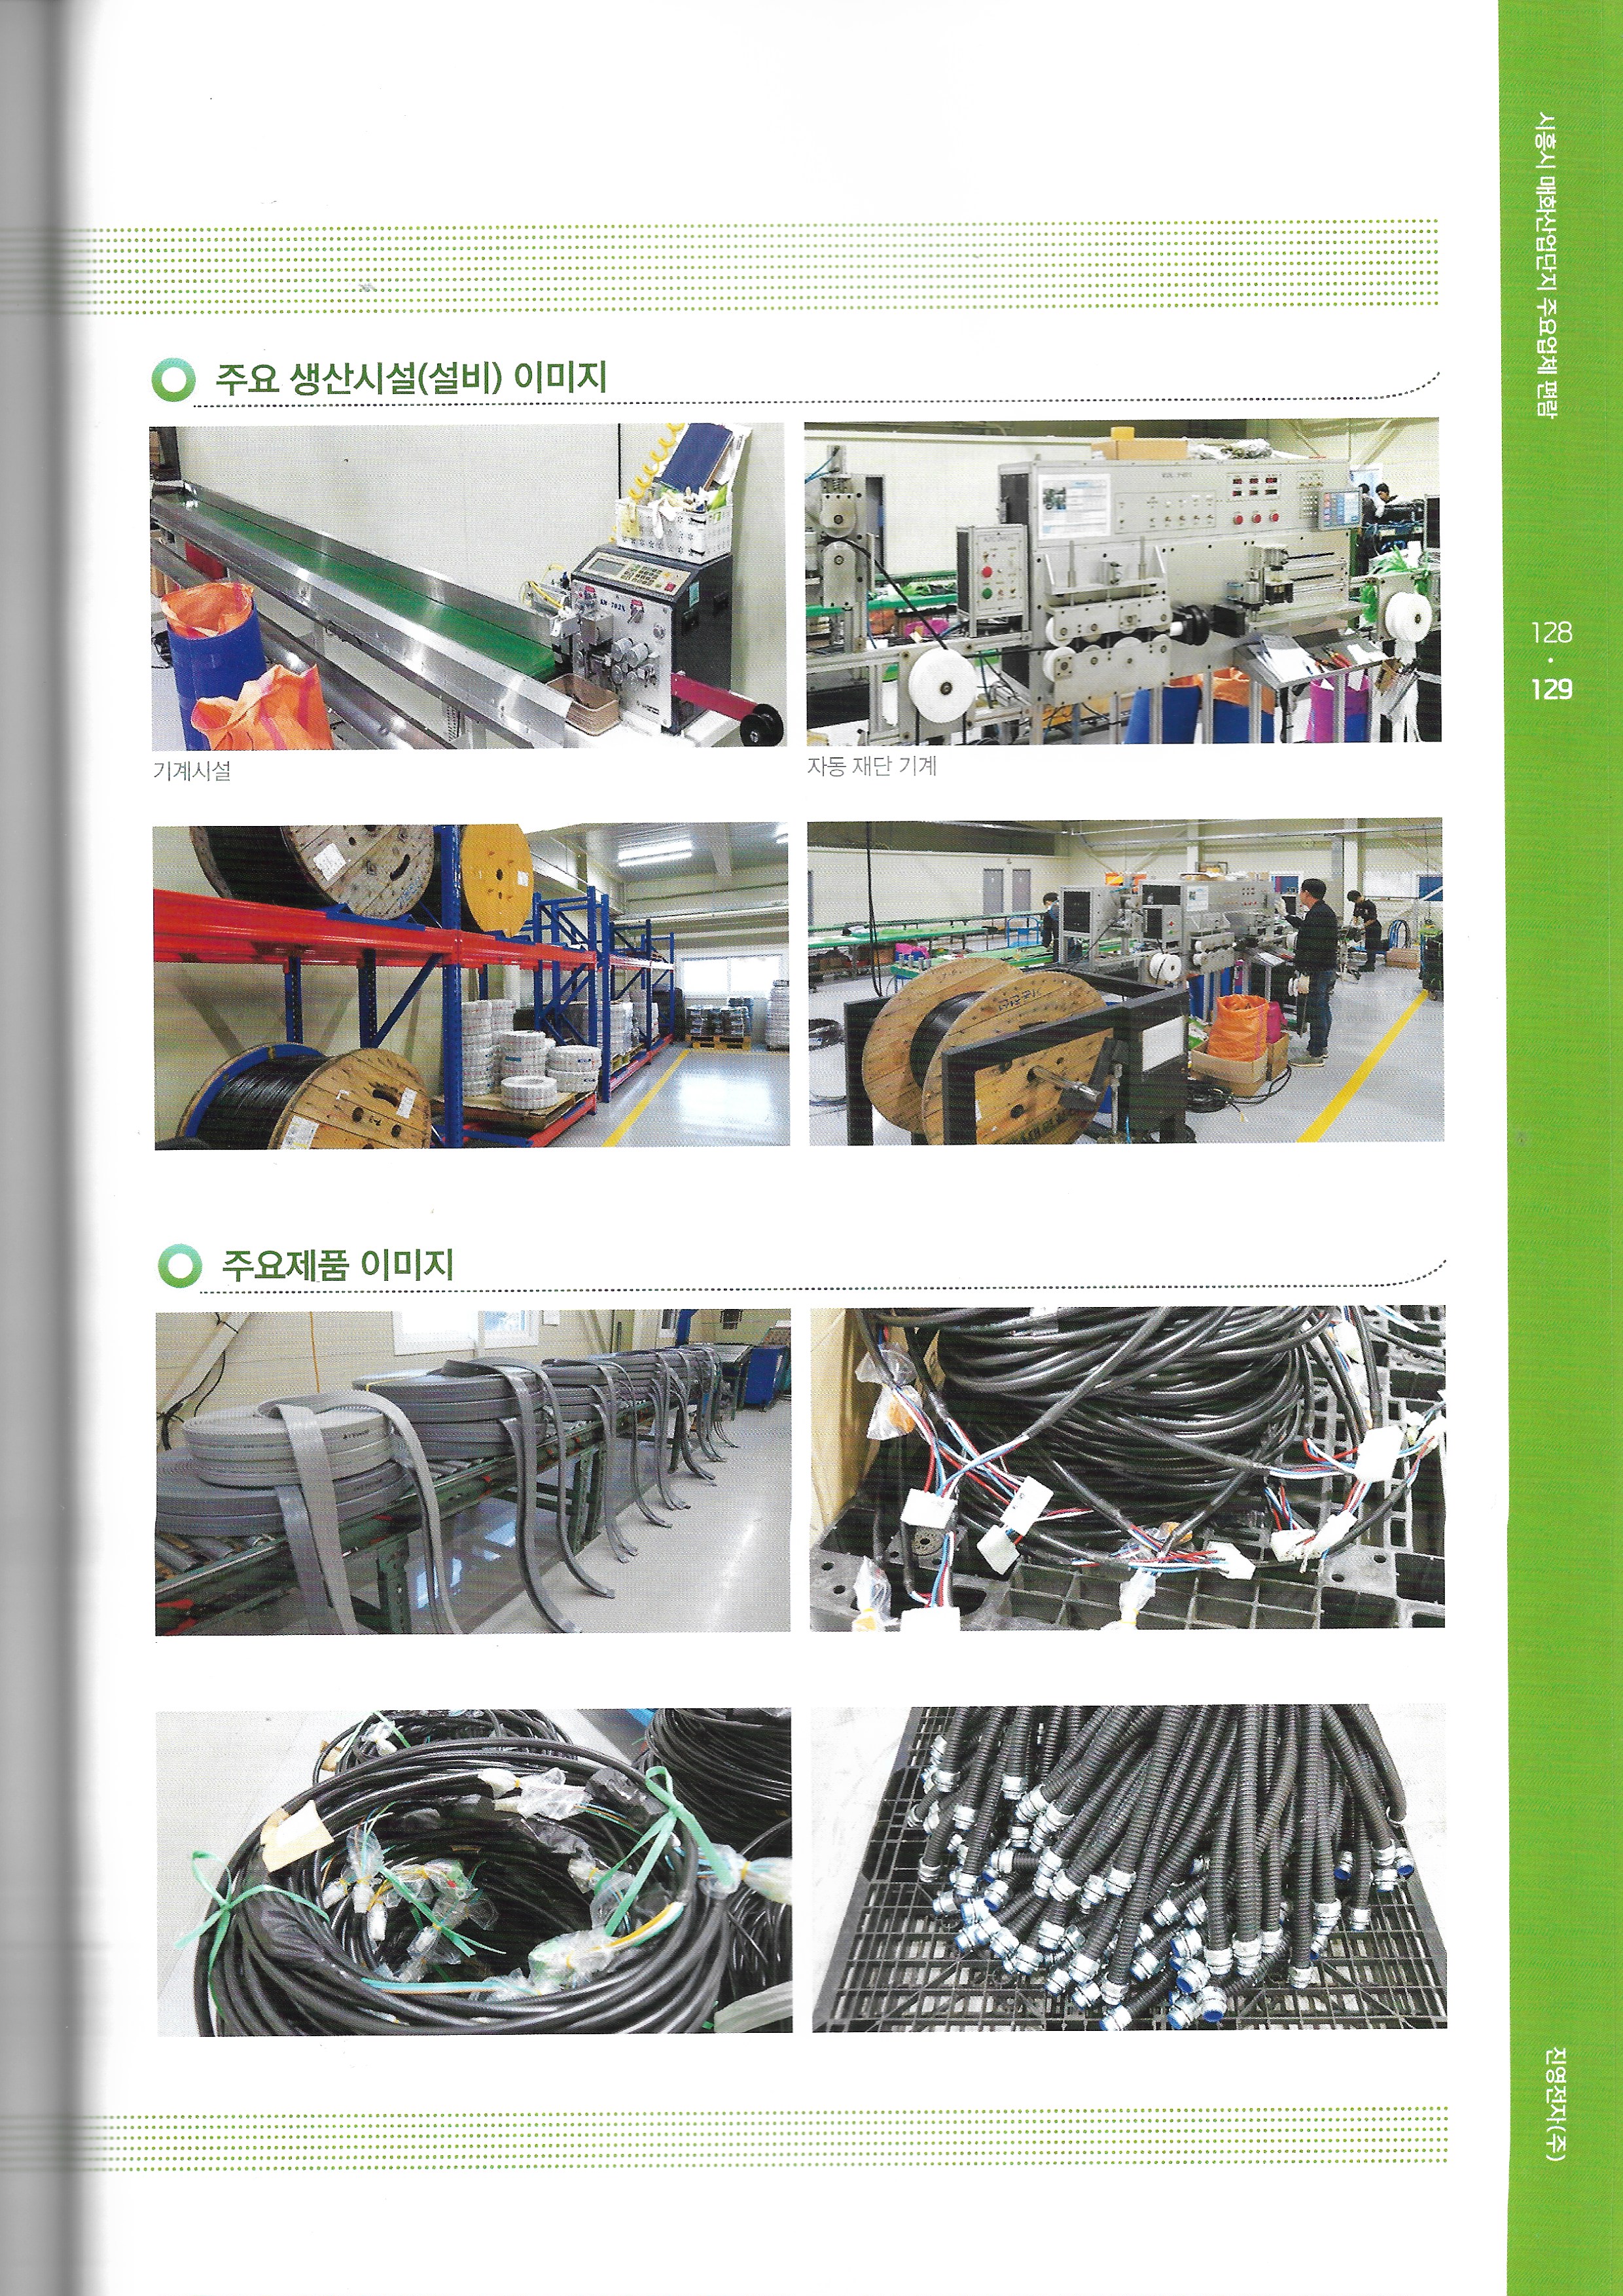 주요 생산시설(설비) 이미지
기계시설
자동 재단 기계
주요제품 이미지
시흥시 매화산업단지 주요업체 편람
128 · 129
진영전자(주)